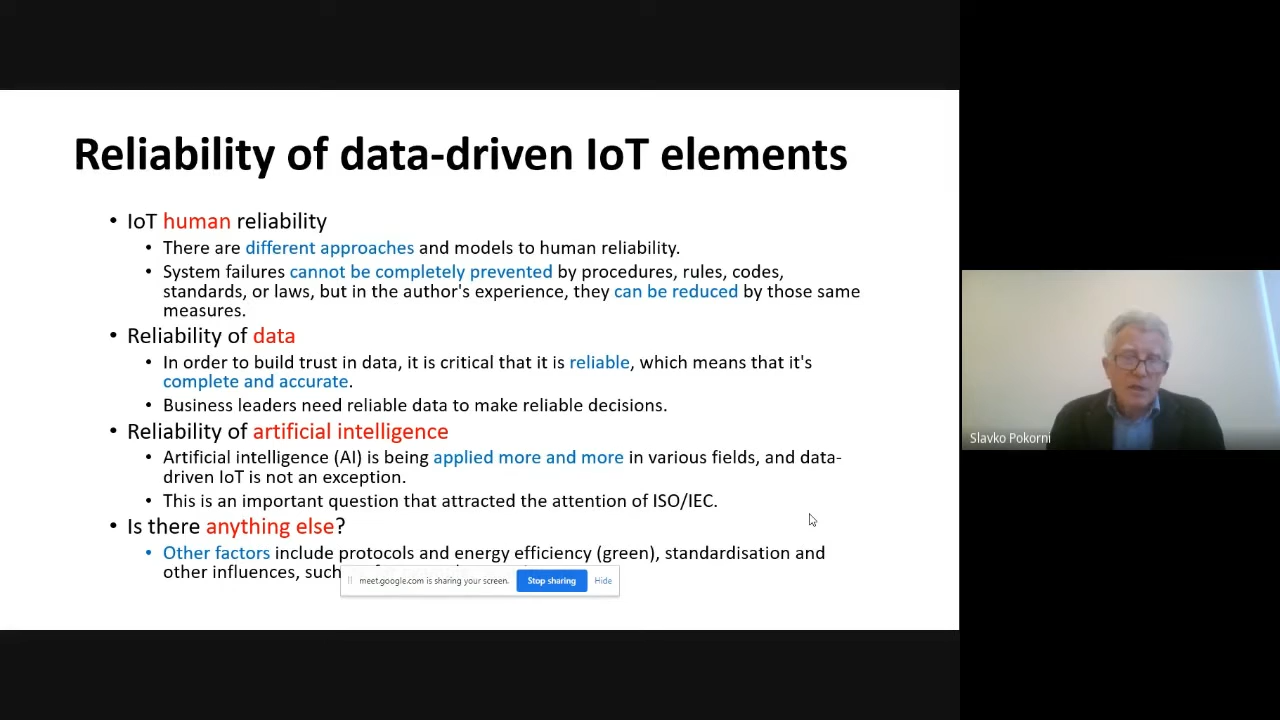 Reliability of data-driven IoT elements
• IoT human reliability
• There are different approaches and models to human reliability.
• System failures cannot be completely prevented by procedures, rules, codes,
standards, or laws, but in the author's experience, they can be reduced by those same
measures.
• Reliability of data
• In order to build trust in data, it is critical that it is reliable, which means that it's
complete and accurate.
• Business leaders need reliable data to make reliable decisions.
• Reliability of artificial intelligence
• Artificial intelligence (AI) is being applied more and more in various fields, and data-
driven IoT is not an exception.
• This is an important question that attracted the attention of ISO/IEC.
• Is there anything else?
• Other factors include protocols and energy efficiency (green), standardisation and
other influences, such
meet.google.com is sharing your screen.
Stop sharing
Hide
Slavko Pokorni